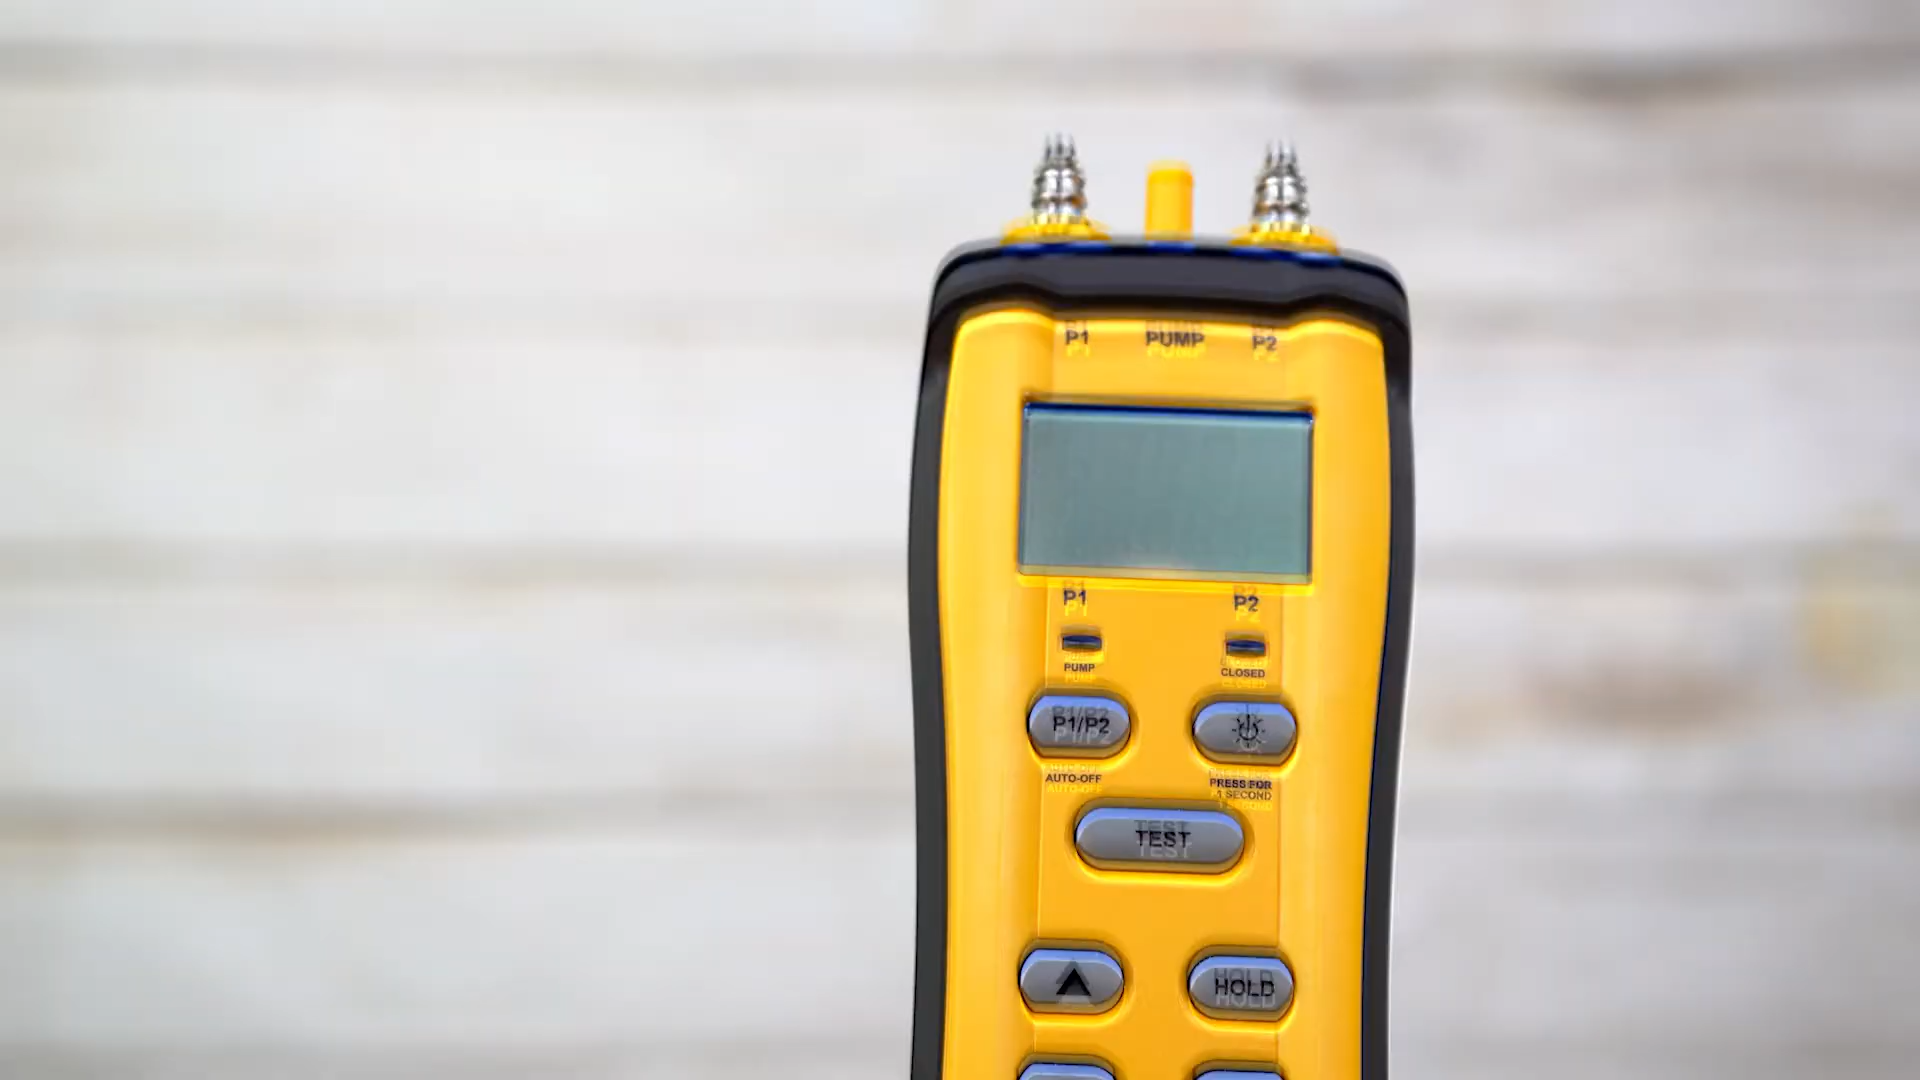 P1 PUMP P2
P1 P2
PUMP CLOSED
P1/P2
AUTO-OFF PRESS FOR
1 SECOND
TEST
HOLD